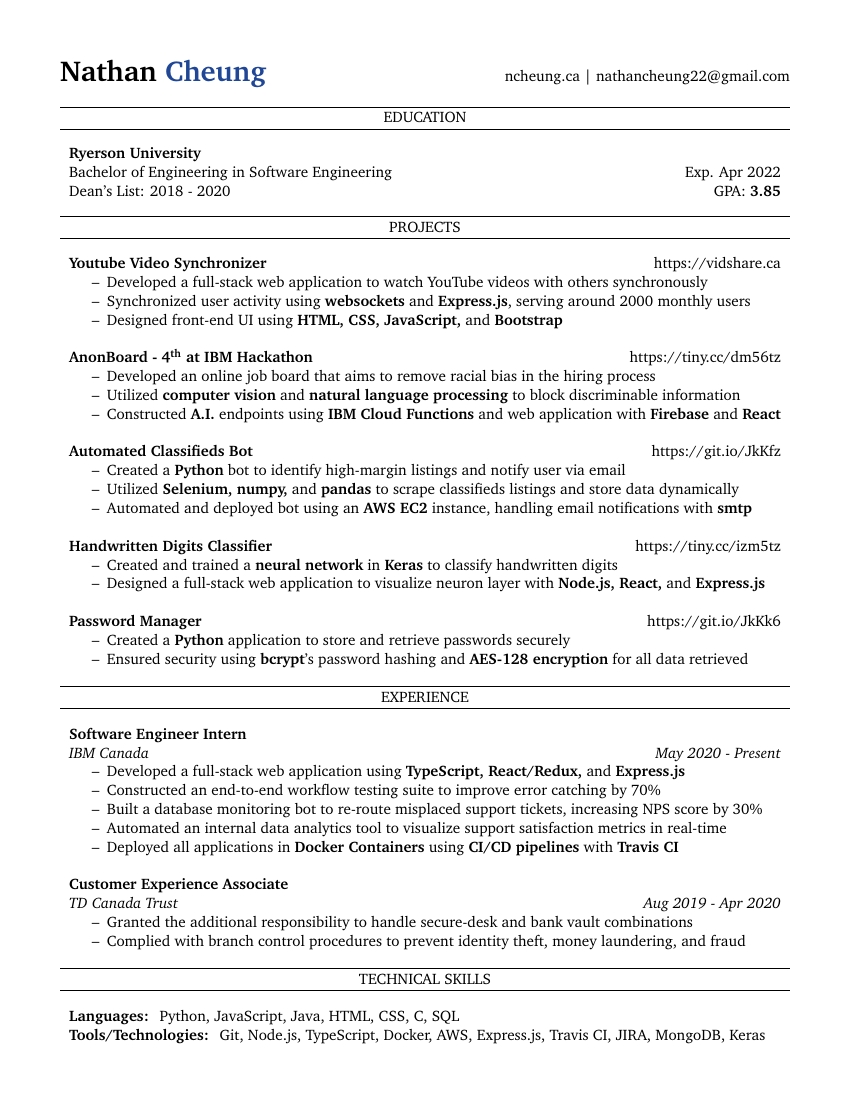 Nathan Cheung
ncheung.ca | nathancheung22@gmail.com
EDUCATION
Ryerson University
Bachelor of Engineering in Software Engineering Exp. Apr 2022
Dean's List: 2018 - 2020 GPA: 3.85
PROJECTS
Youtube Video Synchronizer https://vidshare.ca
– Developed a full-stack web application to watch YouTube videos with others synchronously
– Synchronized user activity using websockets and Express.js, serving around 2000 monthly users
– Designed front-end UI using HTML, CSS, JavaScript, and Bootstrap
AnonBoard - 4th at IBM Hackathon https://tiny.cc/dm56tz
– Developed an online job board that aims to remove racial bias in the hiring process
– Utilized computer vision and natural language processing to block discriminable information
– Constructed A.I. endpoints using IBM Cloud Functions and web application with Firebase and React
Automated Classifieds Bot https://git.io/JkKfz
– Created a Python bot to identify high-margin listings and notify user via email
– Utilized Selenium, numpy, and pandas to scrape classifieds listings and store data dynamically
– Automated and deployed bot using an AWS EC2 instance, handling email notifications with smtp
Handwritten Digits Classifier https://tiny.cc/izm5tz
– Created and trained a neural network in Keras to classify handwritten digits
– Designed a full-stack web application to visualize neuron layer with Node.js, React, and Express.js
Password Manager https://git.io/JkKk6
– Created a Python application to store and retrieve passwords securely
– Ensured security using bcrypt's password hashing and AES-128 encryption for all data retrieved
EXPERIENCE
Software Engineer Intern
IBM Canada May 2020 - Present
– Developed a full-stack web application using TypeScript, React/Redux, and Express.js
– Constructed an end-to-end workflow testing suite to improve error catching by 70%
– Built a database monitoring bot to re-route misplaced support tickets, increasing NPS score by 30%
– Automated an internal data analytics tool to visualize support satisfaction metrics in real-time
– Deployed all applications in Docker Containers using CI/CD pipelines with Travis CI
Customer Experience Associate
TD Canada Trust Aug 2019 - Apr 2020
– Granted the additional responsibility to handle secure-desk and bank vault combinations
– Complied with branch control procedures to prevent identity theft, money laundering, and fraud
TECHNICAL SKILLS
Languages: Python, JavaScript, Java, HTML, CSS, C, SQL
Tools/Technologies: Git, Node.js, TypeScript, Docker, AWS, Express.js, Travis CI, JIRA, MongoDB, Keras